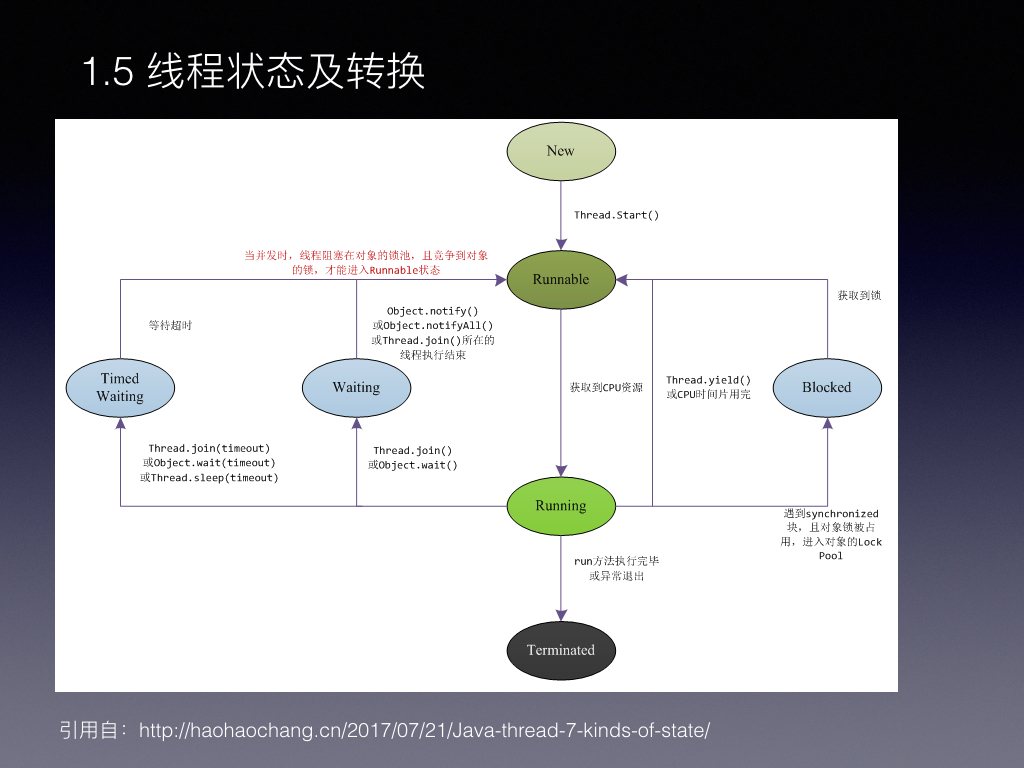 1.5 线程状态及转换
New
Thread.Start()
当并发时，线程阻塞在对象的锁池，且竞争到对象
的锁，才能进入Runnable状态
Runnable
获取到锁
等待超时
Object.notify()
或Object.notifyAll()
或Thread.join()所在的
线程执行结束
Timed
Waiting
Waiting
获取到CPU资源
Thread.yield()
或CPU时间片用完
Blocked
Thread.join(timeout)
或Object.wait(timeout)
或Thread.sleep(timeout)
Thread.join()
或Object.wait()
Running
遇到synchronized
块，且对象锁被占
用，进入对象的Lock
Pool
run方法执行完毕
或异常退出
Terminated
引用自：http://haohaochang.cn/2017/07/21/Java-thread-7-kinds-of-state/